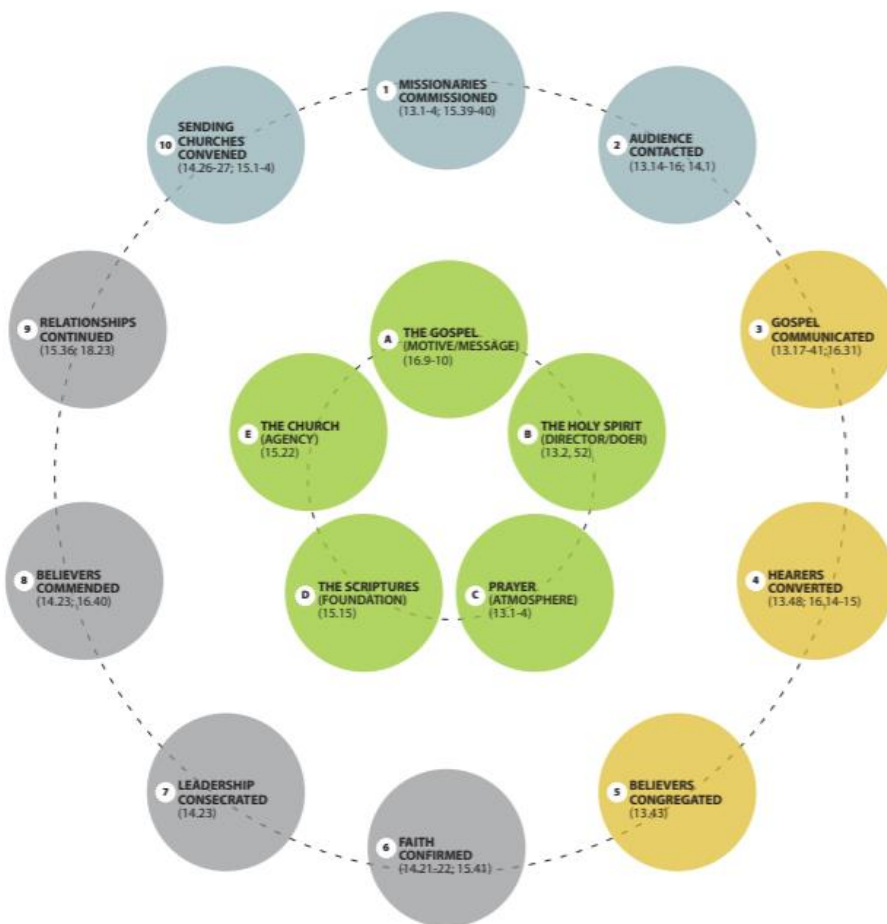 1
MISSIONARIES
COMMISSIONED
(13.1-4; 15.39-40)
2
AUDIENCE
CONTACTED
(13.14-16; 14.1)
3
GOSPEL
COMMUNICATED
(13.17-41;16.31)
4
HEARERS
CONVERTED
(13.48; 16.14-15)
5
BELIEVERS
CONGREGATED
(13.43)
6
FAITH
CONFIRMED
(14.21-22; 15.41)
7
LEADERSHIP
CONSECRATED
(14.23)
8
BELIEVERS
COMMENDED
(14.23; 16.40)
9
RELATIONSHIPS
CONTINUED
(15.36; 18.23)
10
SENDING
CHURCHES
CONVENED
(14.26-27; 15.1-4)
A
THE GOSPEL
(MOTIVE/MESSAGE)
(16.9-10)
B
THE HOLY SPIRIT
(DIRECTOR/DOER)
(13.2, 52)
C
PRAYER
(ATMOSPHERE)
(13.1-4)
D
THE SCRIPTURES
(FOUNDATION)
(15.15)
E
THE CHURCH
(AGENCY)
(15.22)